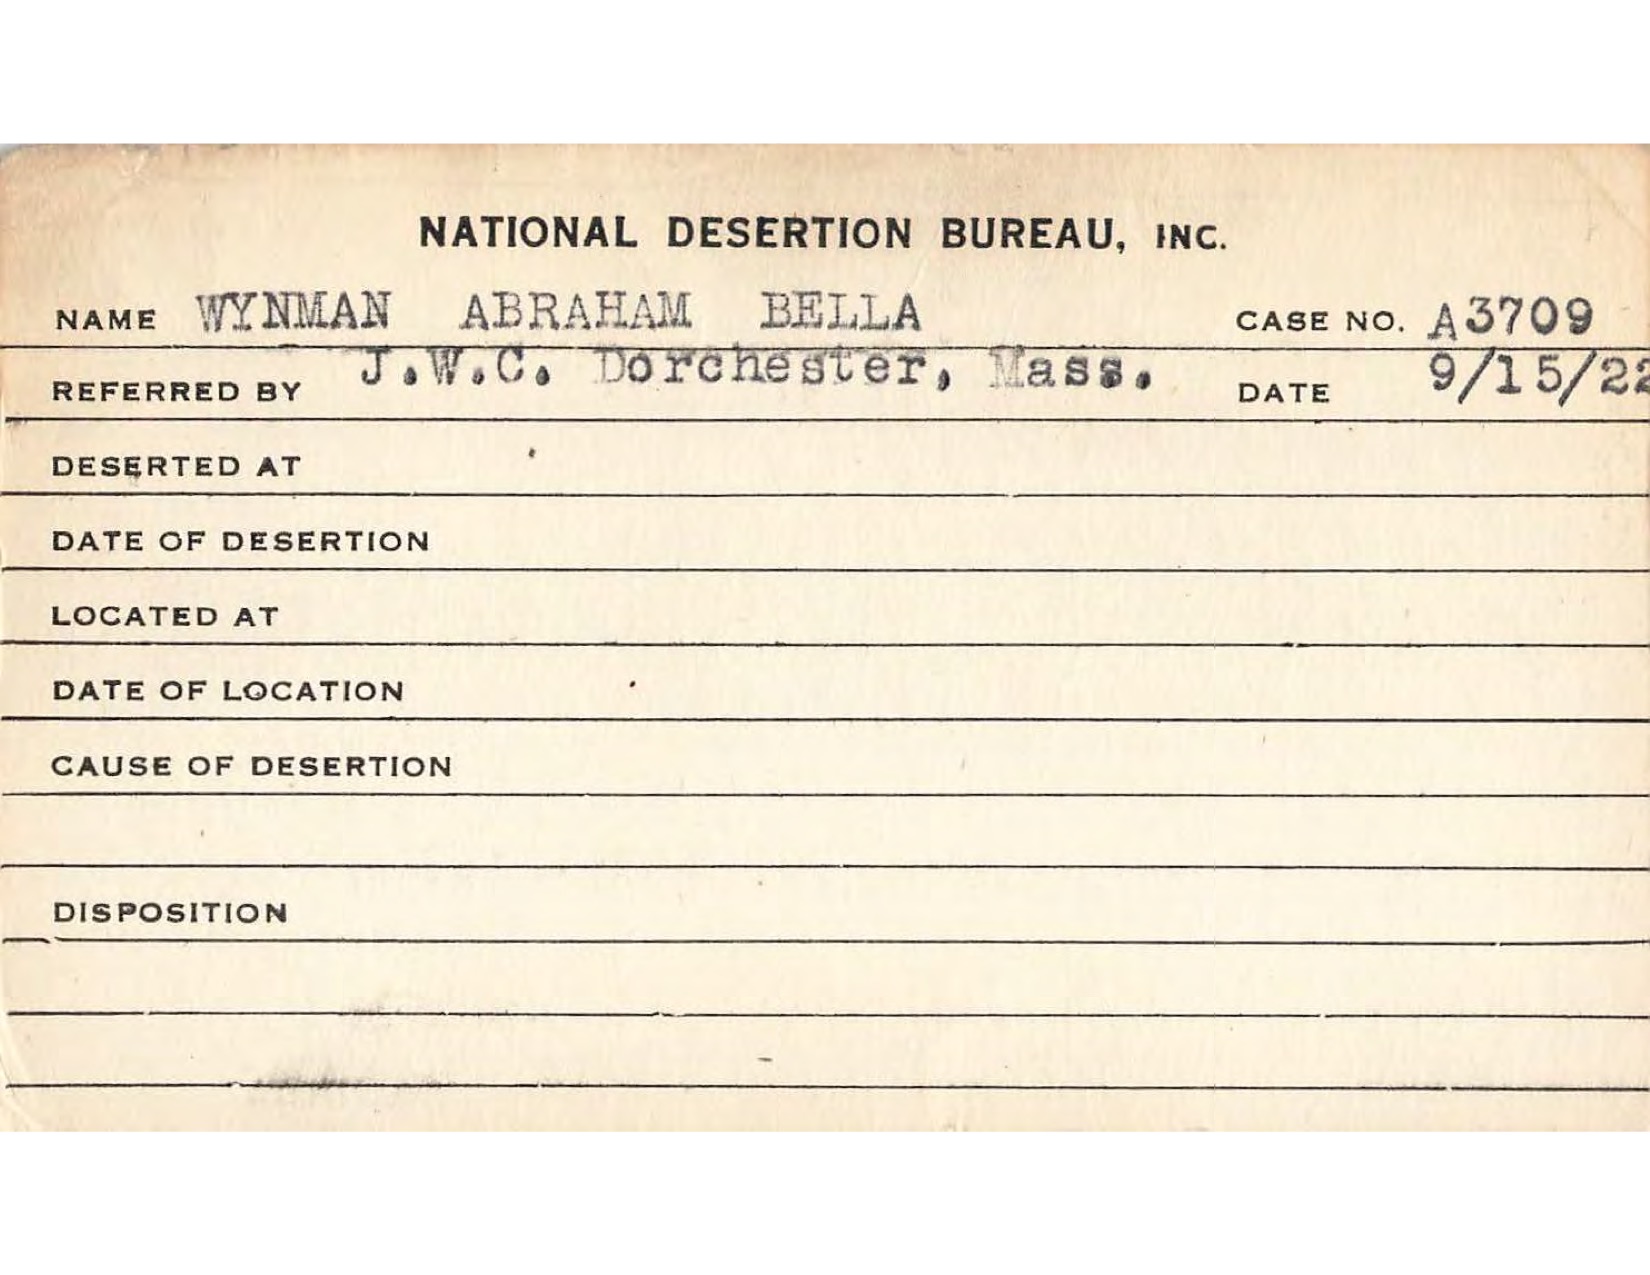 NATIONAL DESERTION BUREAU, INC.
NAME WYNMAN ABRAHAM BELLA CASE NO. A3709
REFERRED BY J.W.C. Dorchester, Mass. DATE 9/15/22
DESERTED AT
DATE OF DESERTION
LOCATED AT
DATE OF LOCATION
CAUSE OF DESERTION
DISPOSITION